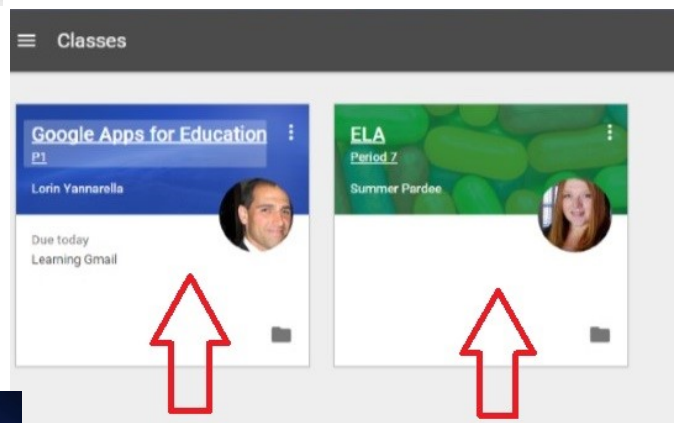 Classes
Google Apps for Education
P1
Lorin Yannarella
Due today
Learning Gmail
ELA
Period 7
Summer Pardee